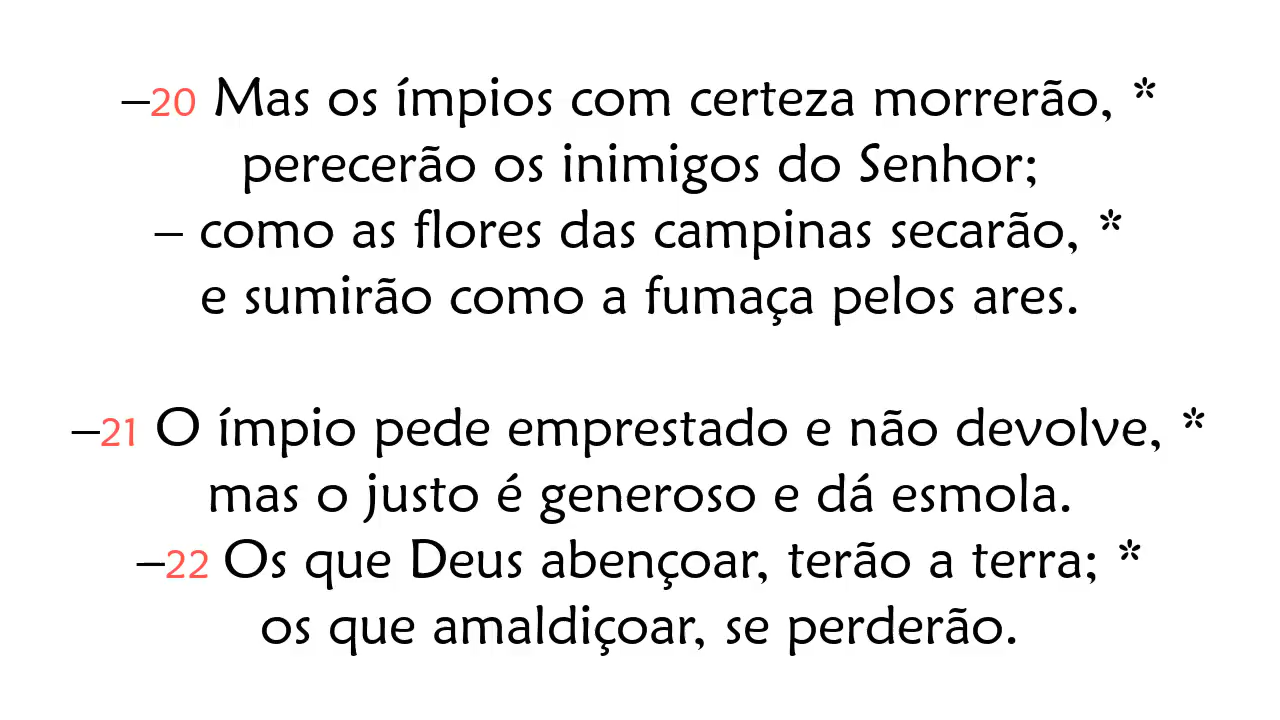 –20 Mas os ímpios com certeza morrerão, *
perecerão os inimigos do Senhor;
– como as flores das campinas secarão, *
e sumirão como a fumaça pelos ares.
–21 O ímpio pede emprestado e não devolve, *
mas o justo é generoso e dá esmola.
–22 Os que Deus abençoar, terão a terra; *
os que amaldiçoar, se perderão.